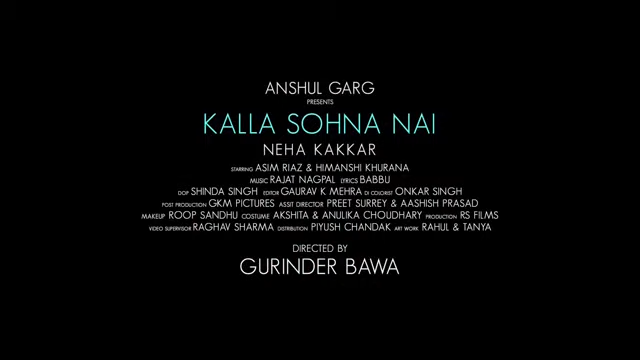 ANSHUL GARG
PRESENTS
KALLA SOHNA NAI
NEHA KAKKAR
STARRING ASIM RIAZ & HIMANSHI KHURANA
MUSIC RAJAT NAGPAL LYRICS BABBU
DOP SHINDA SINGH EDITOR GAURAV K MEHRA DI COLORIST ONKAR SINGH
POST PRODUCTION GKM PICTURES ASSIT DIRECTOR PREET SURREY & AASHISH PRASAD
MAKEUP ROOP SANDHU COSTUME AKSHITA & ANULIKA CHOUDHARY PRODUCTION RS FILMS
VIDEO SUPERVISOR RAGHAV SHARMA DISTRIBUTION PIYUSH CHANDAK ART WORK RAHUL & TANYA
DIRECTED BY
GURINDER BAWA